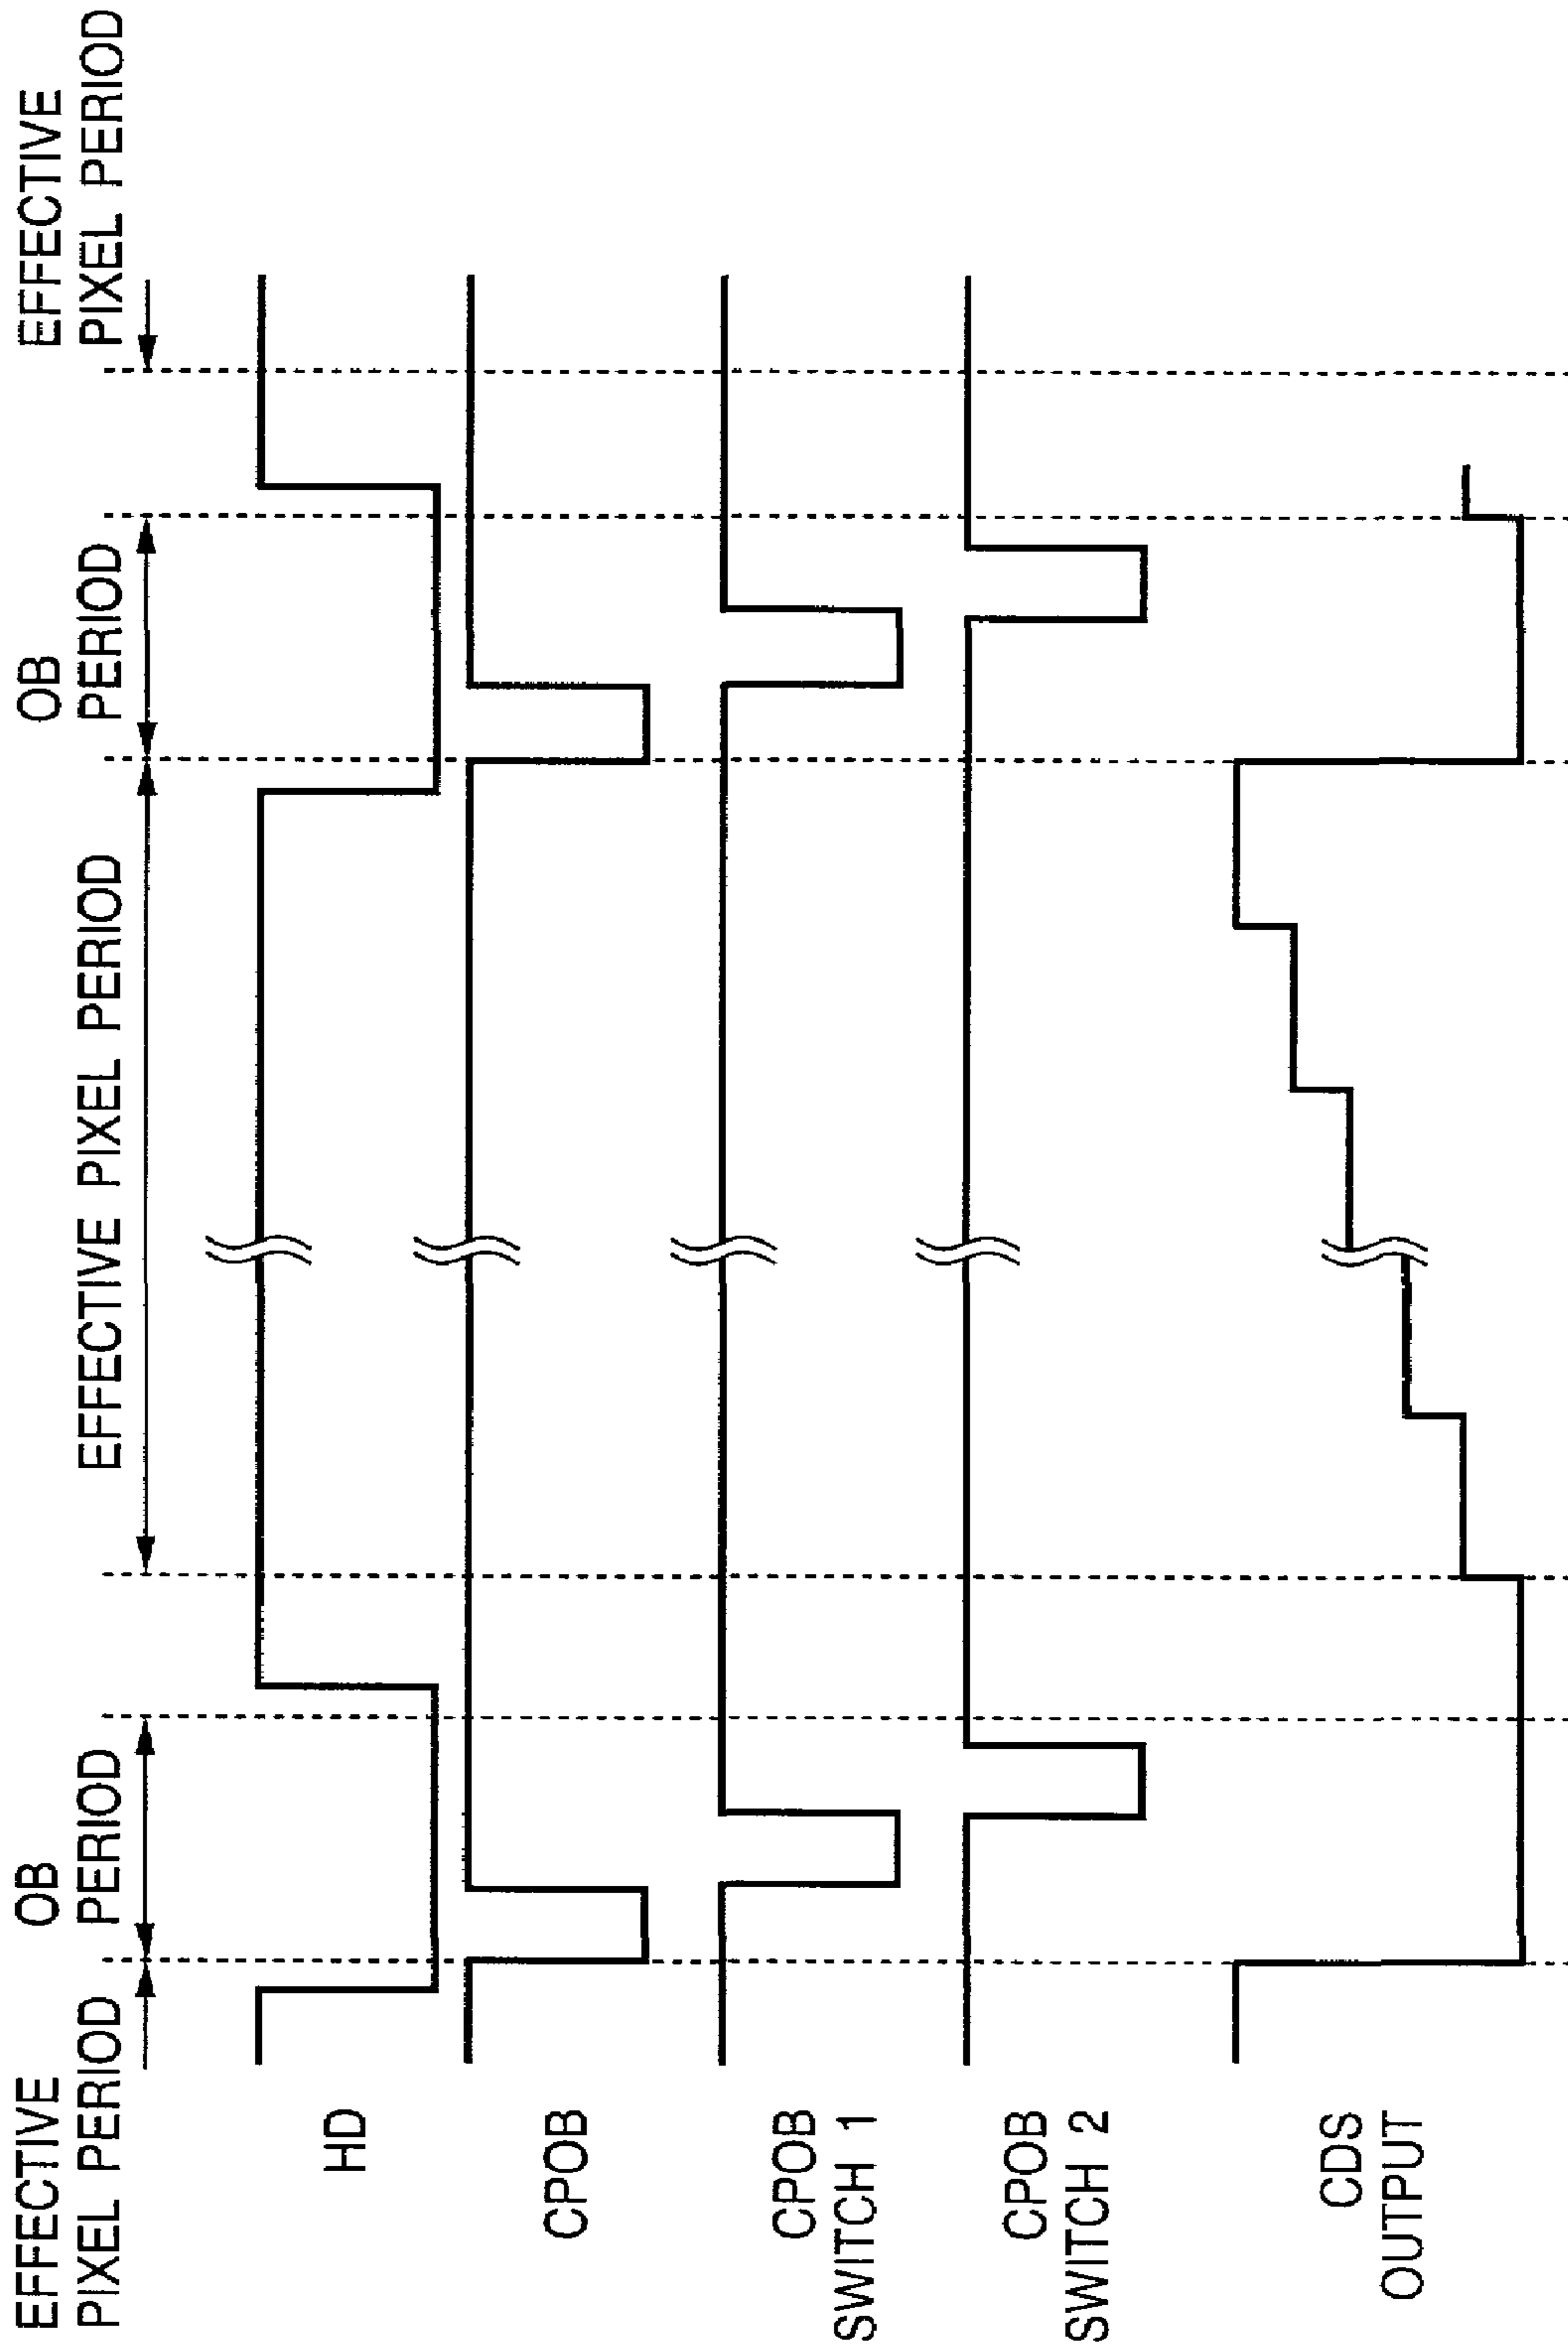 EFFECTIVE
PIXEL PERIOD
OB
PERIOD
EFFECTIVE PIXEL PERIOD
OB
PERIOD
EFFECTIVE
PIXEL PERIOD
HD
CPOB
CPOB
SWITCH 1
CPOB
SWITCH 2
CDS
OUTPUT